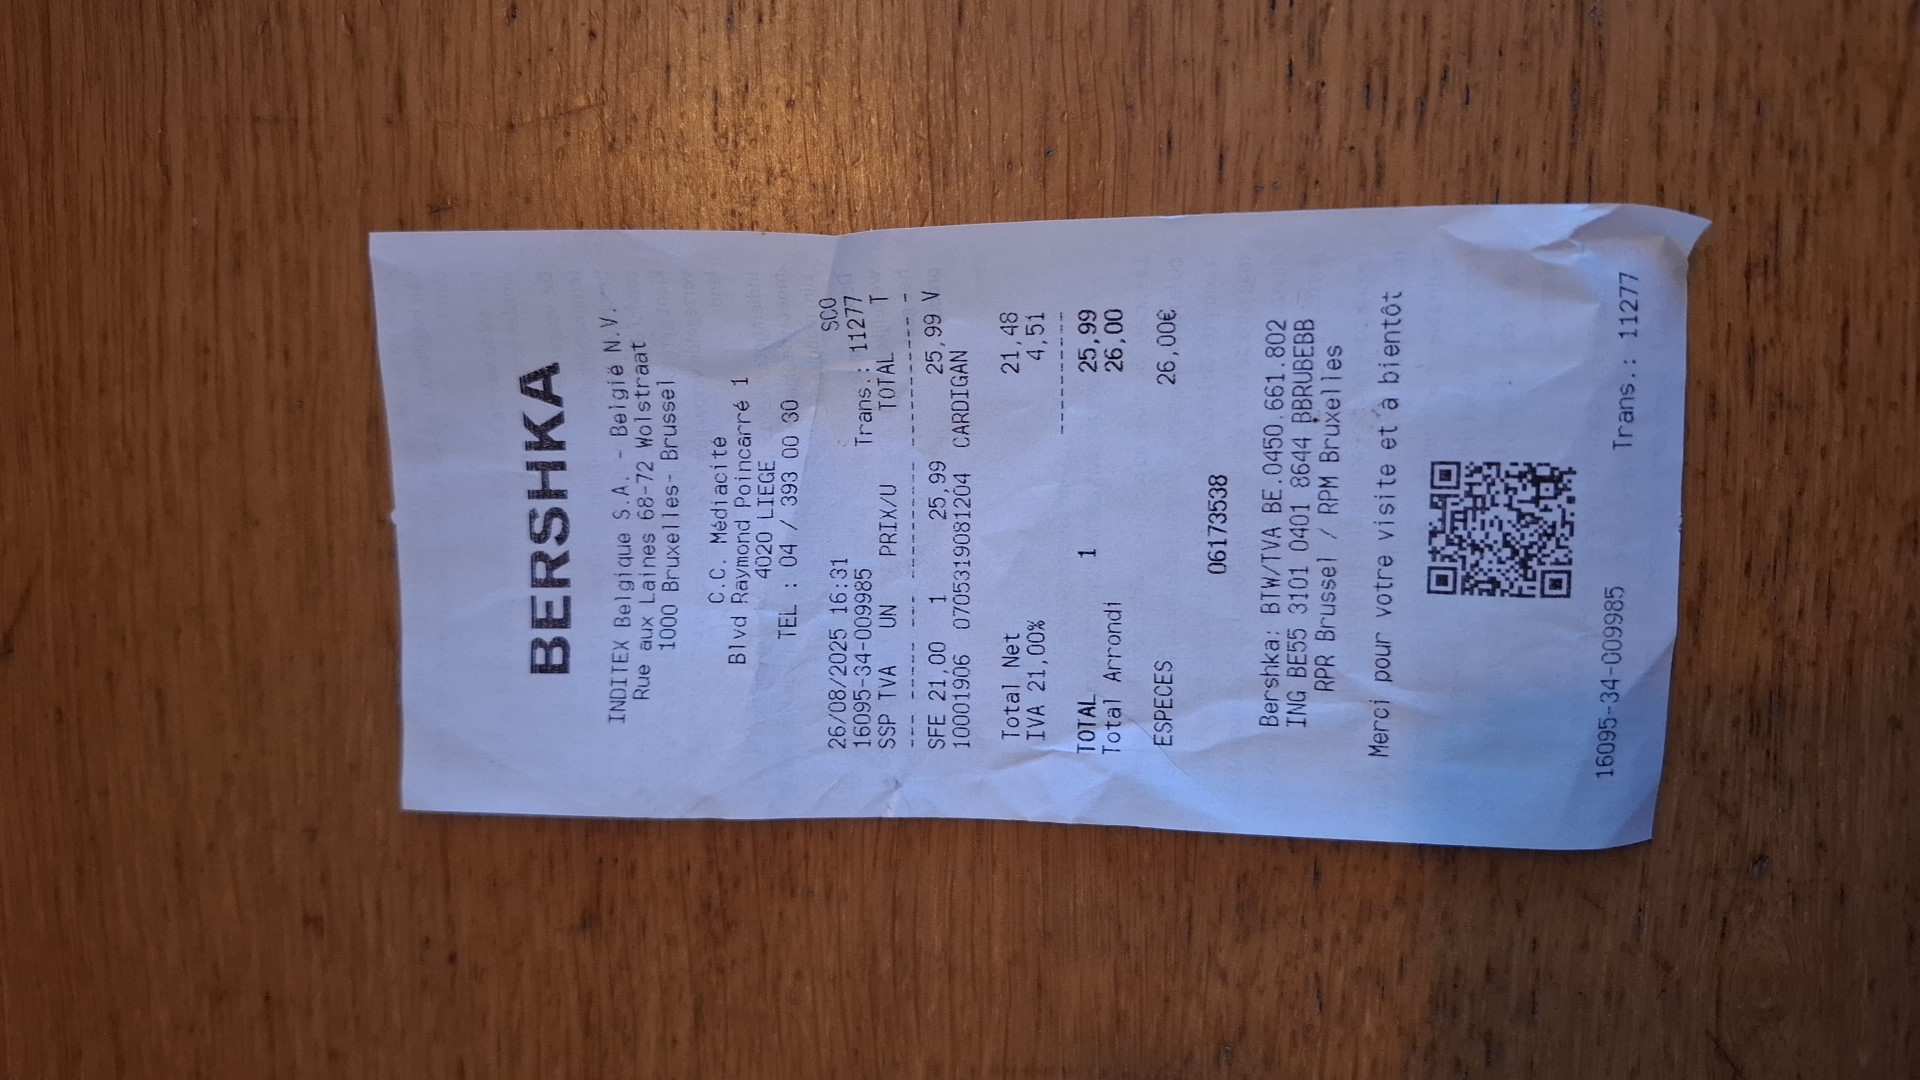 BERSHKA
INDITEX Belgique S.A. - België N.V.
Rue aux Laines 68-72 Wolstraat
1000 Bruxelles- Brussel
C.C. Médiacité
Blvd Raymond Poincarré 1
4020 LIEGE
TEL : 04 / 393 00 30
SCO
26/08/2025 16:31
16095-34-009985 Trans.: 11277
SSP TVA UN PRIX/U TOTAL T
--- ----- ---- -------- --------- -
SFE 21,00 1 25,99 25,99 V
10001906 07053190812​04 CARDIGAN
Total Net 21,48
IVA 21,00% 4,51
------------
TOTAL 1 25,99
Total Arrondi 26,00
ESPECES 26,00€
06173538
Bershka: BTW/TVA BE.0450.661.802
ING BE55 3101 0401 8644 BBRUBEBB
RPR Brussel / RPM Bruxelles
Merci pour votre visite et à bientôt
16095-34-009985 Trans.: 11277